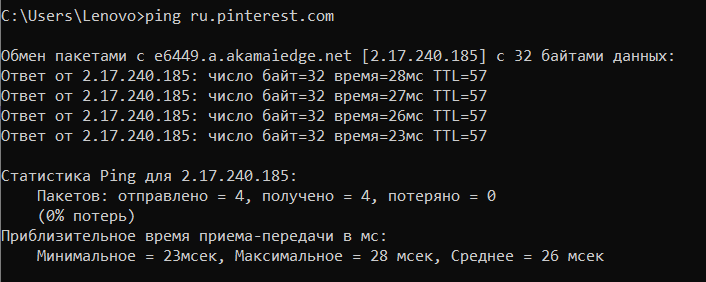 C:\Users\Lenovo>ping ru.pinterest.com
Обмен пакетами с e6449.a.akamaiedge.net [2.17.240.185] с 32 байтами данных:
Ответ от 2.17.240.185: число байт=32 время=28мс TTL=57
Ответ от 2.17.240.185: число байт=32 время=27мс TTL=57
Ответ от 2.17.240.185: число байт=32 время=26мс TTL=57
Ответ от 2.17.240.185: число байт=32 время=23мс TTL=57
Статистика Ping для 2.17.240.185:
    Пакетов: отправлено = 4, получено = 4, потеряно = 0
    (0% потерь)
Приблизительное время приема-передачи в мс:
    Минимальное = 23мсек, Максимальное = 28 мсек, Среднее = 26 мсек